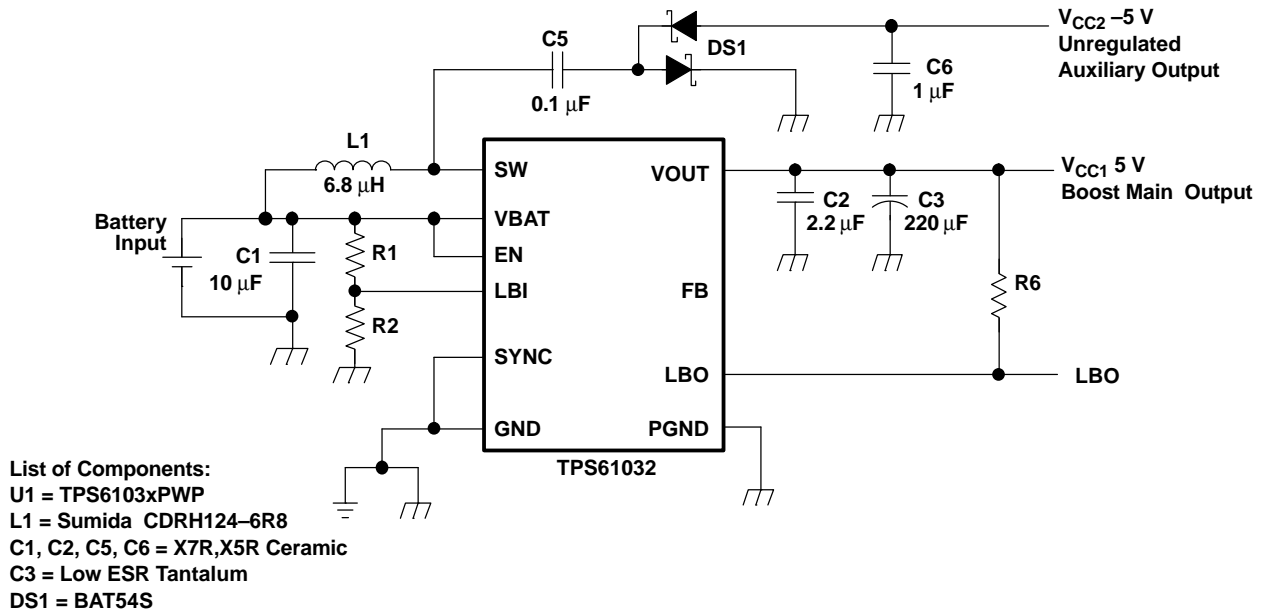 V_CC2 –5 V
Unregulated
Auxiliary Output
C5
0.1 µF
DS1
C6
1 µF
L1
6.8 µH
SW
VOUT
V_CC1 5 V
Boost Main Output
Battery
Input
VBAT
C2
2.2 µF
C3
220 µF
C1
10 µF
R1
EN
LBI
FB
R6
R2
SYNC
LBO
LBO
GND
PGND
TPS61032
List of Components:
U1 = TPS6103xPWP
L1 = Sumida CDRH124–6R8
C1, C2, C5, C6 = X7R,X5R Ceramic
C3 = Low ESR Tantalum
DS1 = BAT54S